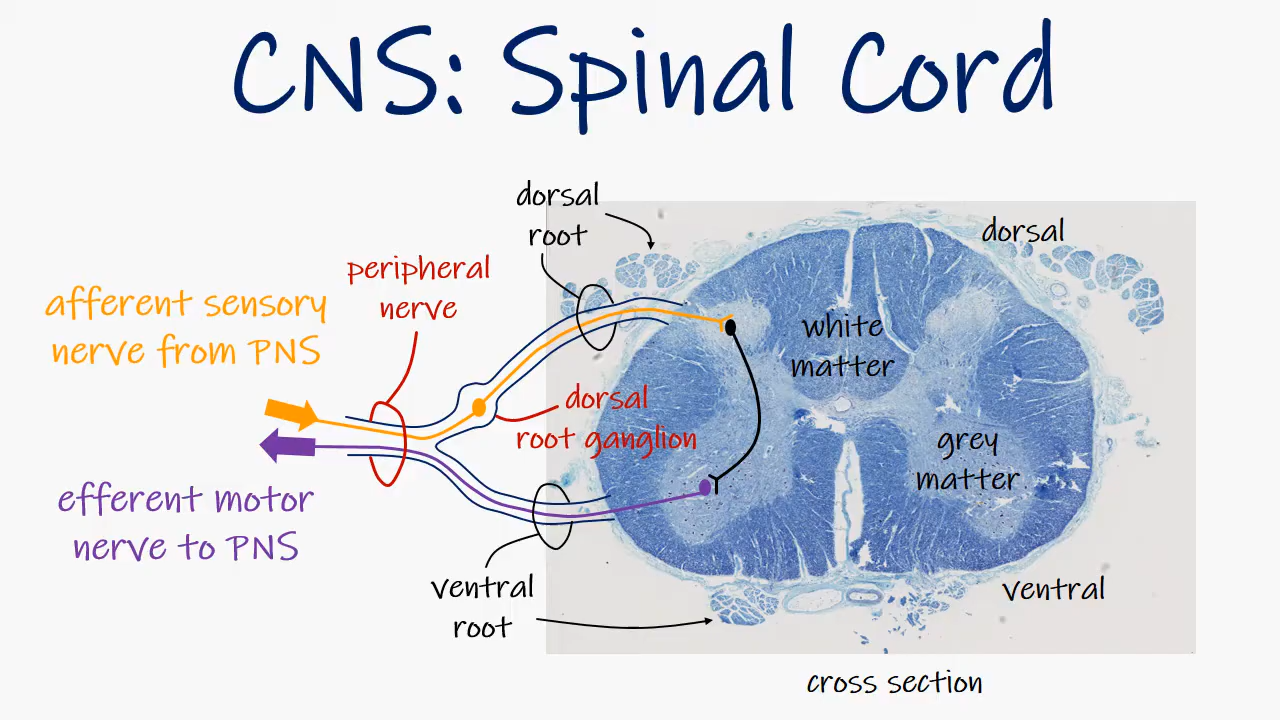 CNS: Spinal Cord
dorsal
root
dorsal
peripheral
nerve
afferent sensory
nerve from PNS
white
matter
dorsal
root ganglion
grey
matter
efferent motor
nerve to PNS
ventral
root
ventral
cross section